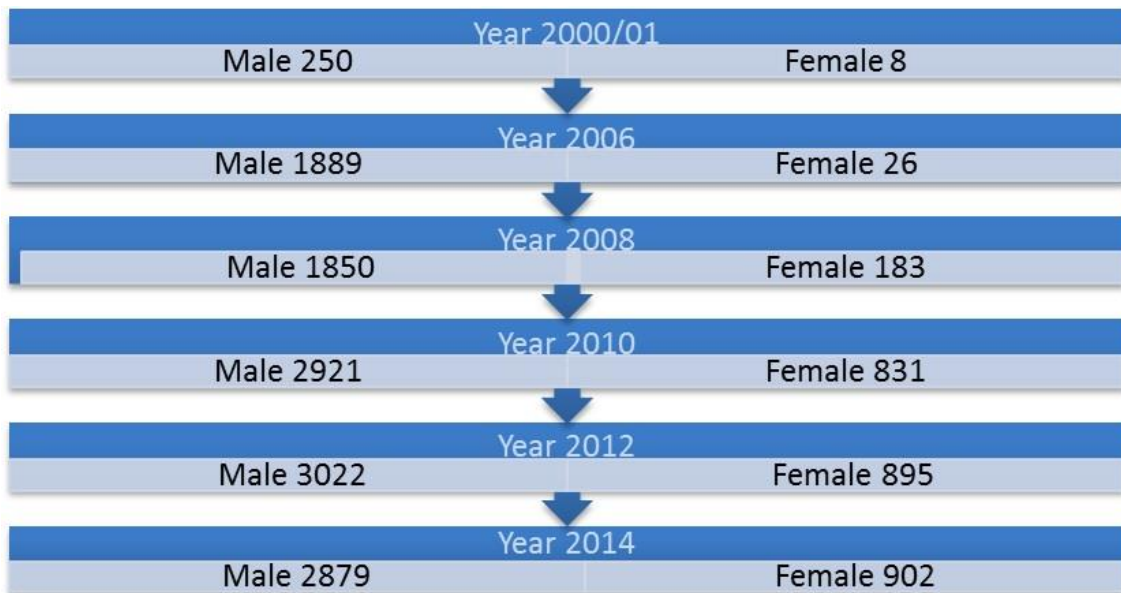 Year 2000/01
Male 250 Female 8
Year 2006
Male 1889 Female 26
Year 2008
Male 1850 Female 183
Year 2010
Male 2921 Female 831
Year 2012
Male 3022 Female 895
Year 2014
Male 2879 Female 902